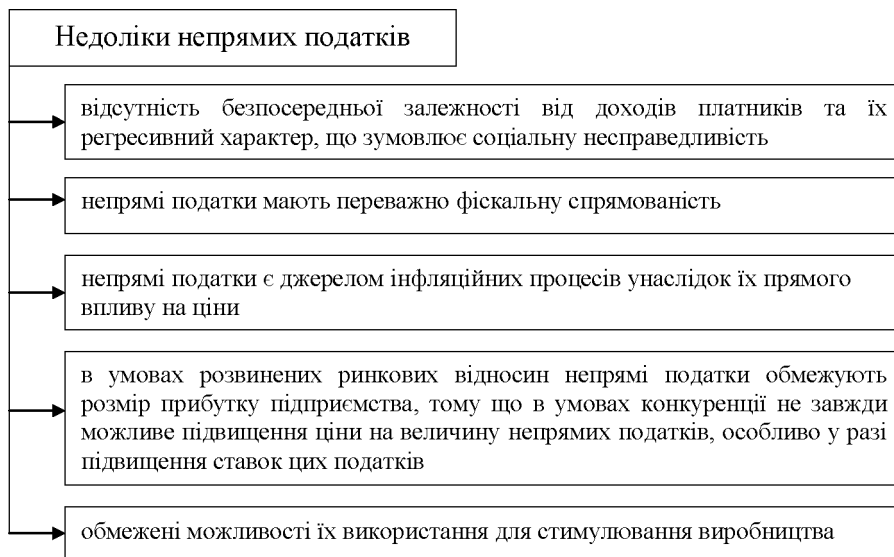 Недоліки непрямих податків
відсутність безпосередньої залежності від доходів платників та їх
регресивний характер, що зумовлює соціальну несправедливість
непрямі податки мають переважно фіскальну спрямованість
непрямі податки є джерелом інфляційних процесів унаслідок їх прямого
впливу на ціни
в умовах розвинених ринкових відносин непрямі податки обмежують
розмір прибутку підприємства, тому що в умовах конкуренції не завжди
можливе підвищення ціни на величину непрямих податків, особливо у разі
підвищення ставок цих податків
обмежені можливості їх використання для стимулювання виробництва